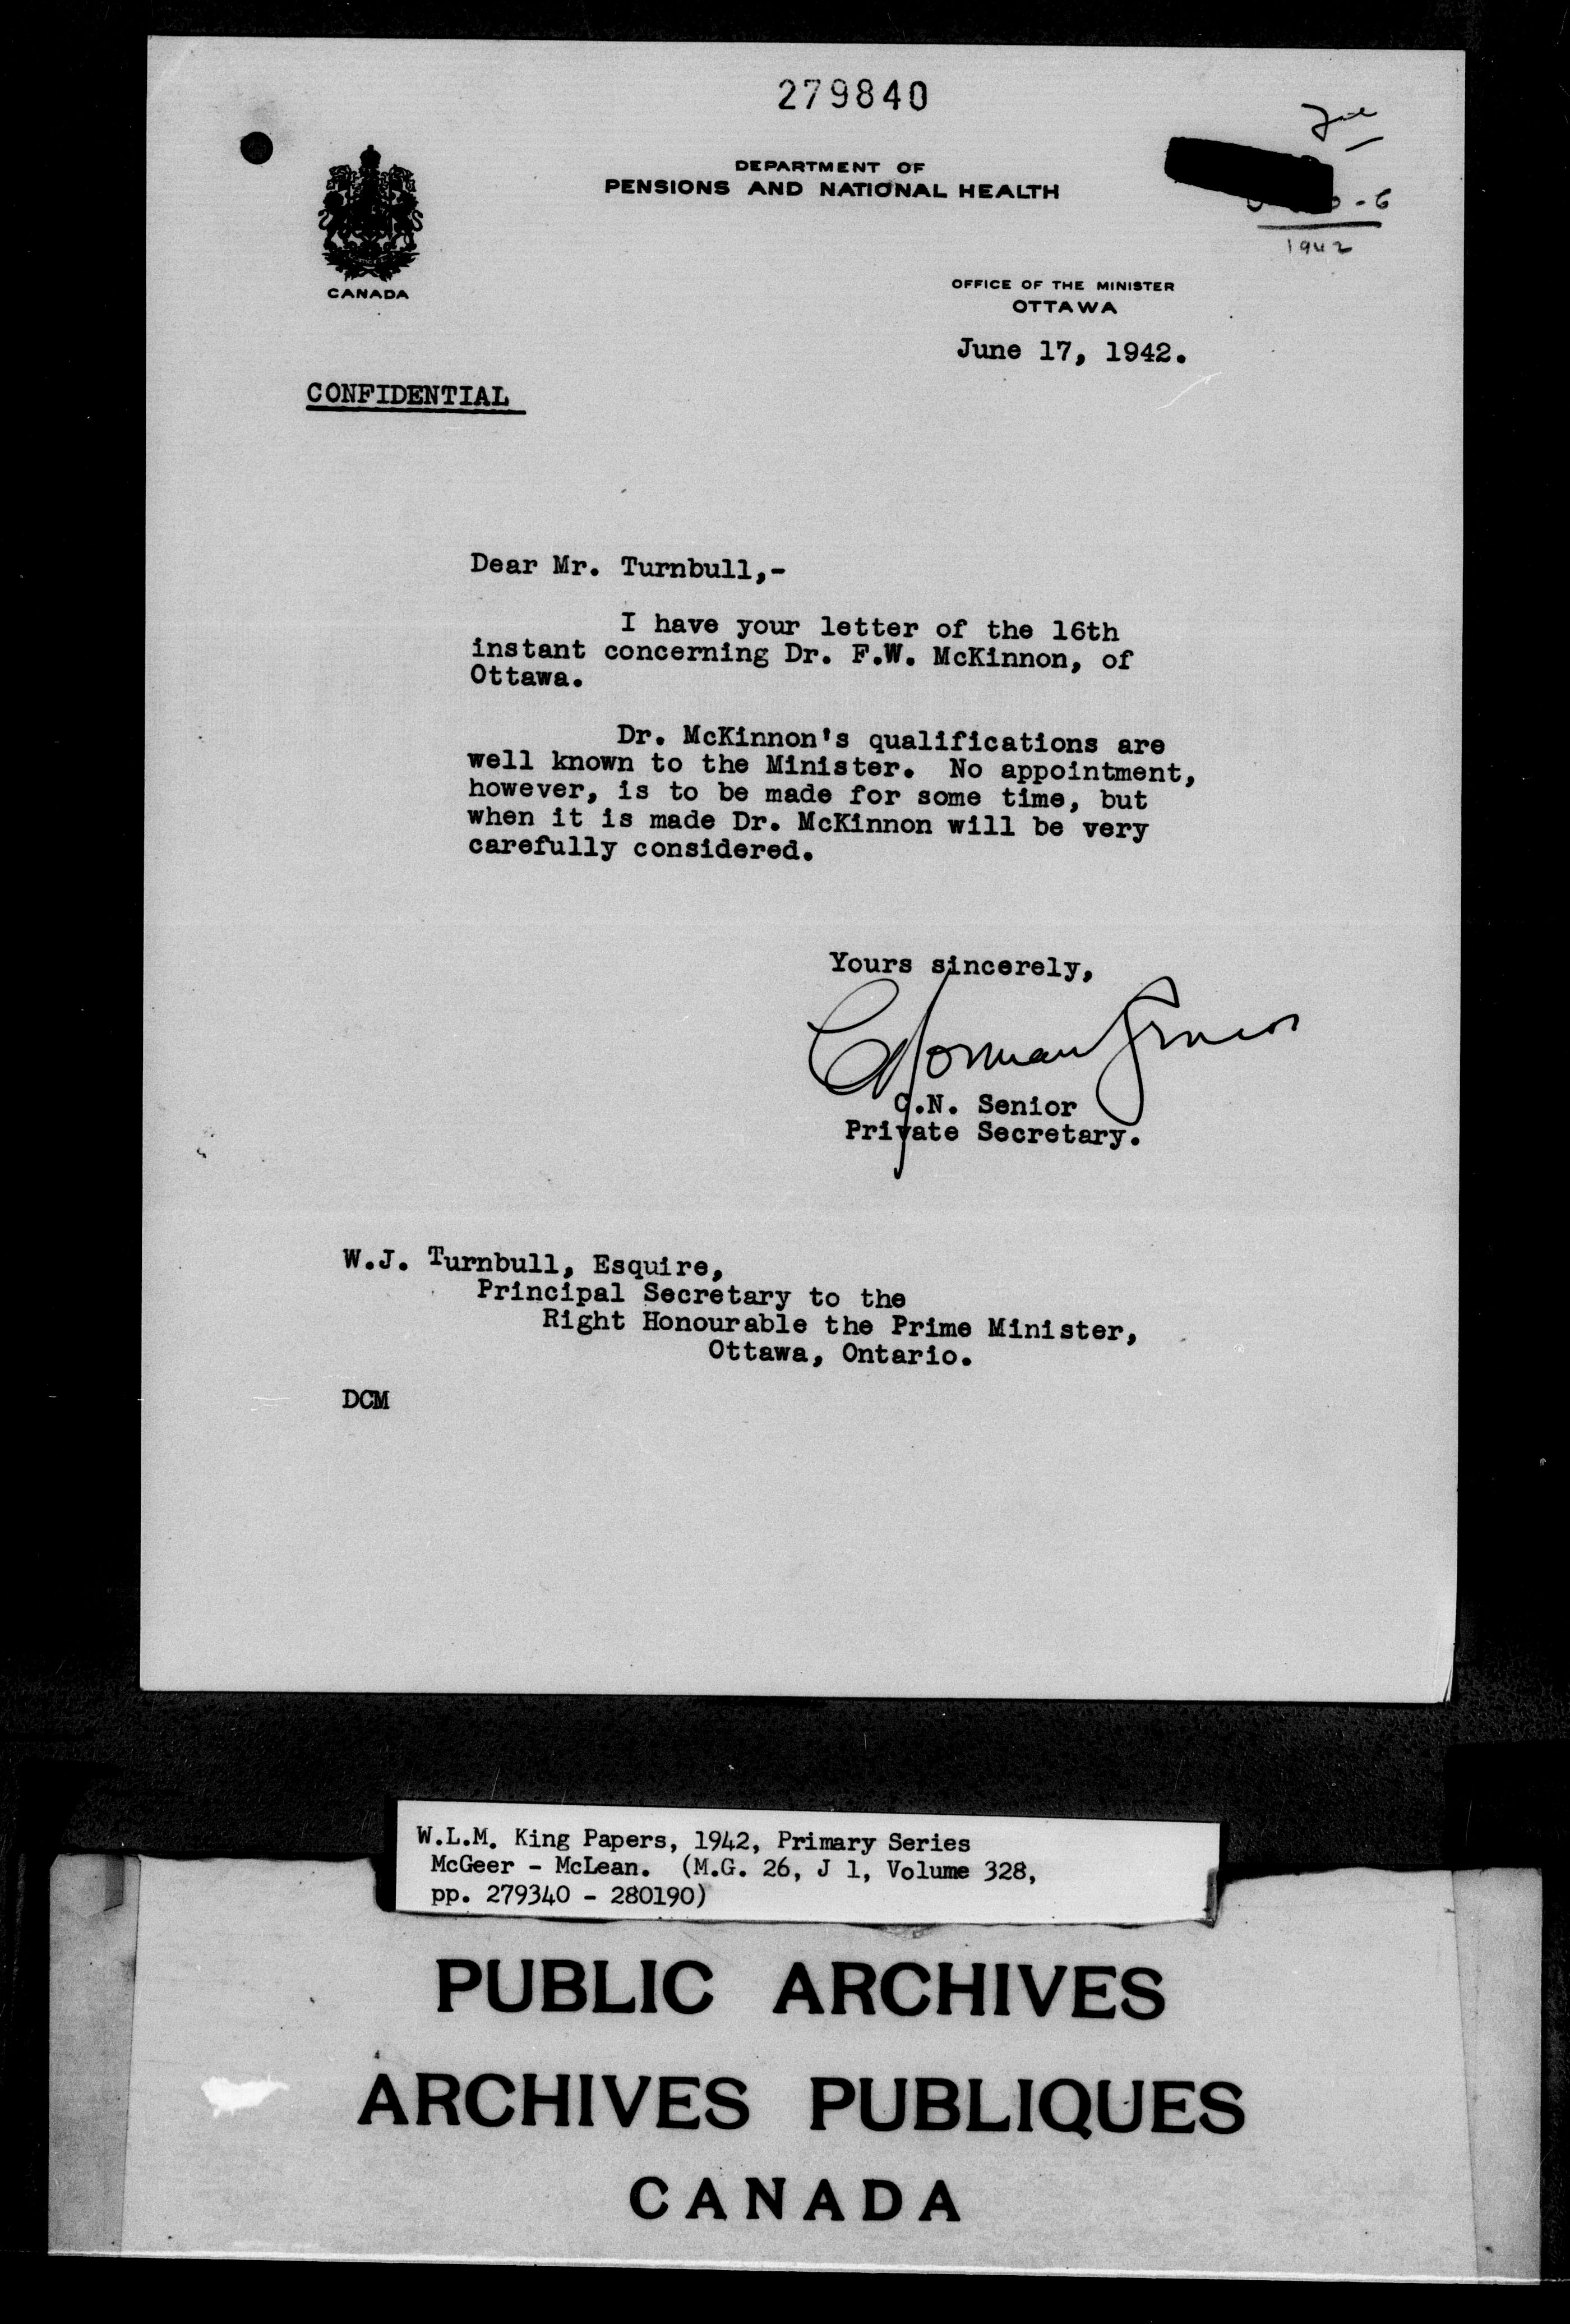 279840
DEPARTMENT OF
PENSIONS AND NATIONAL HEALTH
- 6
1942
CANADA
OFFICE OF THE MINISTER
OTTAWA
June 17, 1942.
CONFIDENTIAL
Dear Mr. Turnbull,-
I have your letter of the 16th
instant concerning Dr. F.W. McKinnon, of
Ottawa.
Dr. McKinnon's qualifications are
well known to the Minister. No appointment,
however, is to be made for some time, but
when it is made Dr. McKinnon will be very
carefully considered.
Yours sincerely,
C Norman Senior
C.N. Senior
Private Secretary.
W.J. Turnbull, Esquire,
Principal Secretary to the
Right Honourable the Prime Minister,
Ottawa, Ontario.
DCM
W.L.M. King Papers, 1942, Primary Series
McGeer - McLean. (M.G. 26, J 1, Volume 328,
pp. 279340 - 280190)
PUBLIC ARCHIVES
ARCHIVES PUBLIQUES
CANADA